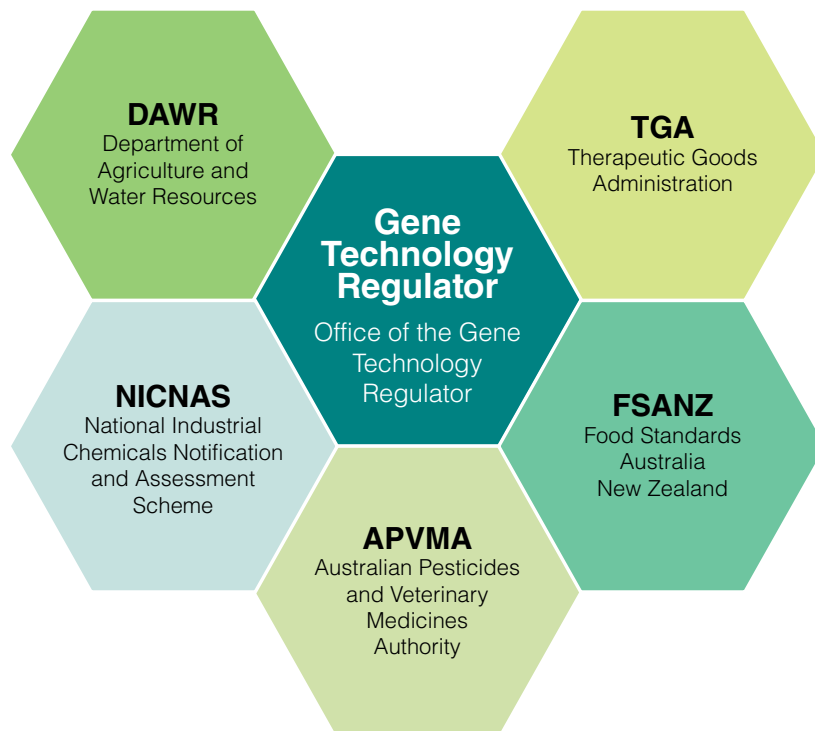 DAWR
Department of
Agriculture and
Water Resources
TGA
Therapeutic Goods
Administration
Gene
Technology
Regulator
Office of the Gene
Technology
Regulator
NICNAS
National Industrial
Chemicals Notification
and Assessment
Scheme
FSANZ
Food Standards
Australia
New Zealand
APVMA
Australian Pesticides
and Veterinary
Medicines
Authority